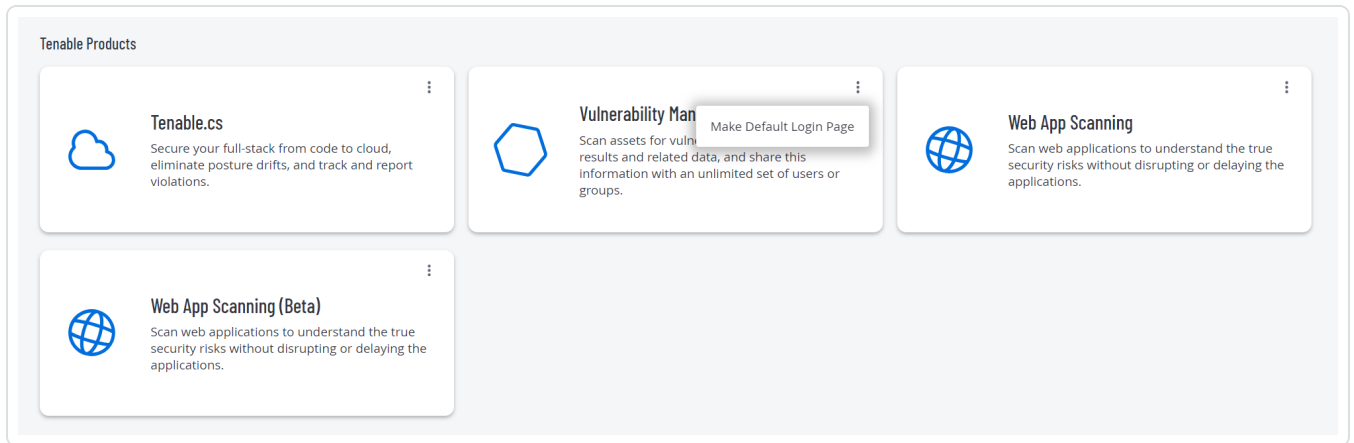 Tenable Products
Tenable.cs
Secure your full-stack from code to cloud,
eliminate posture drifts, and track and report
violations.
Vulnerability
Make Default Login Page
Scan assets for
results and related data, and share this
information with an unlimited set of users or
groups.
Web App Scanning
Scan web applications to understand the true
security risks without disrupting or delaying the
applications.
Web App Scanning (Beta)
Scan web applications to understand the true
security risks without disrupting or delaying the
applications.